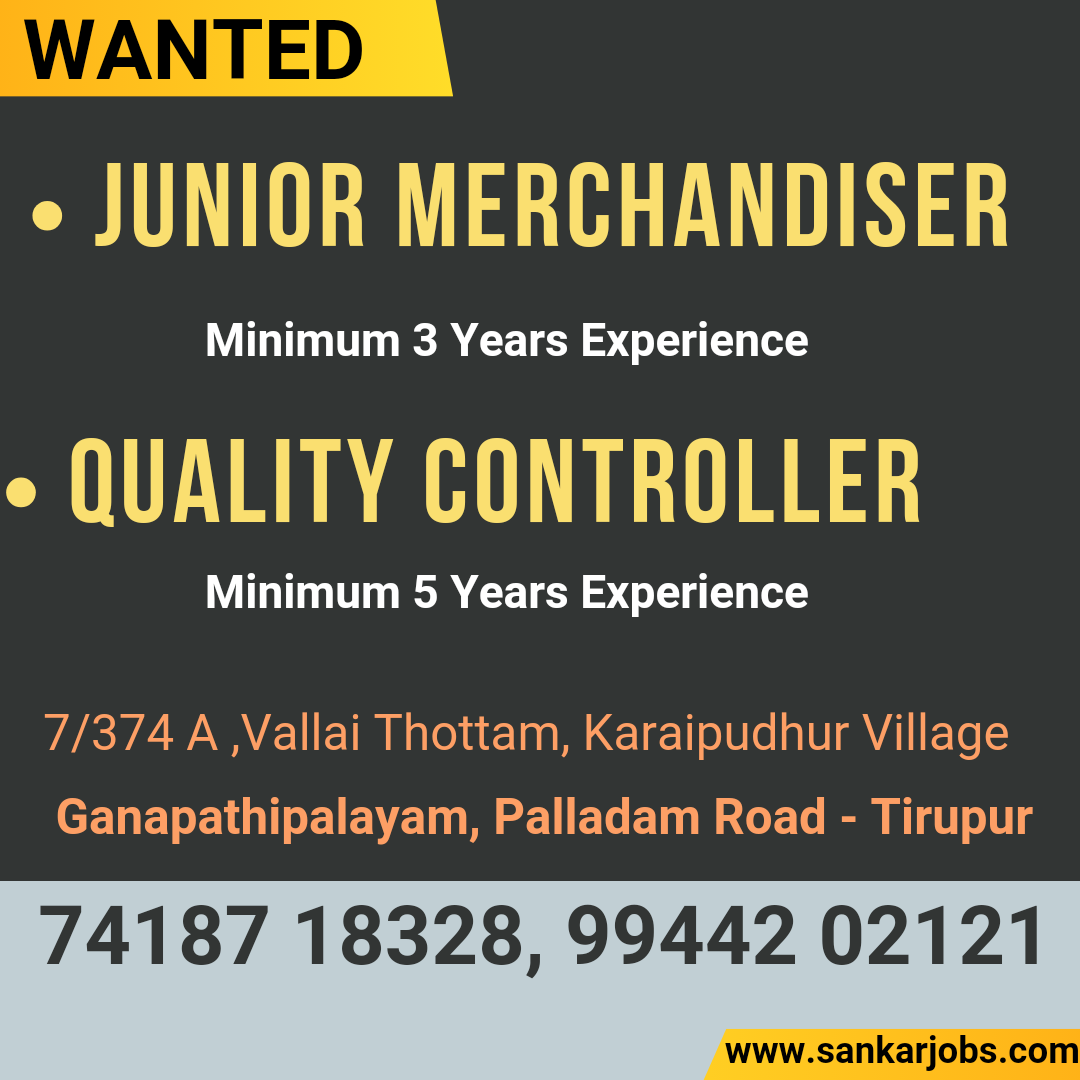 WANTED
• JUNIOR MERCHANDISER
Minimum 3 Years Experience
• QUALITY CONTROLLER
Minimum 5 Years Experience
7/374 A ,Vallai Thottam, Karaipudhur Village
Ganapathipalayam, Palladam Road - Tirupur
74187 18328, 99442 02121
www.sankarjobs.com